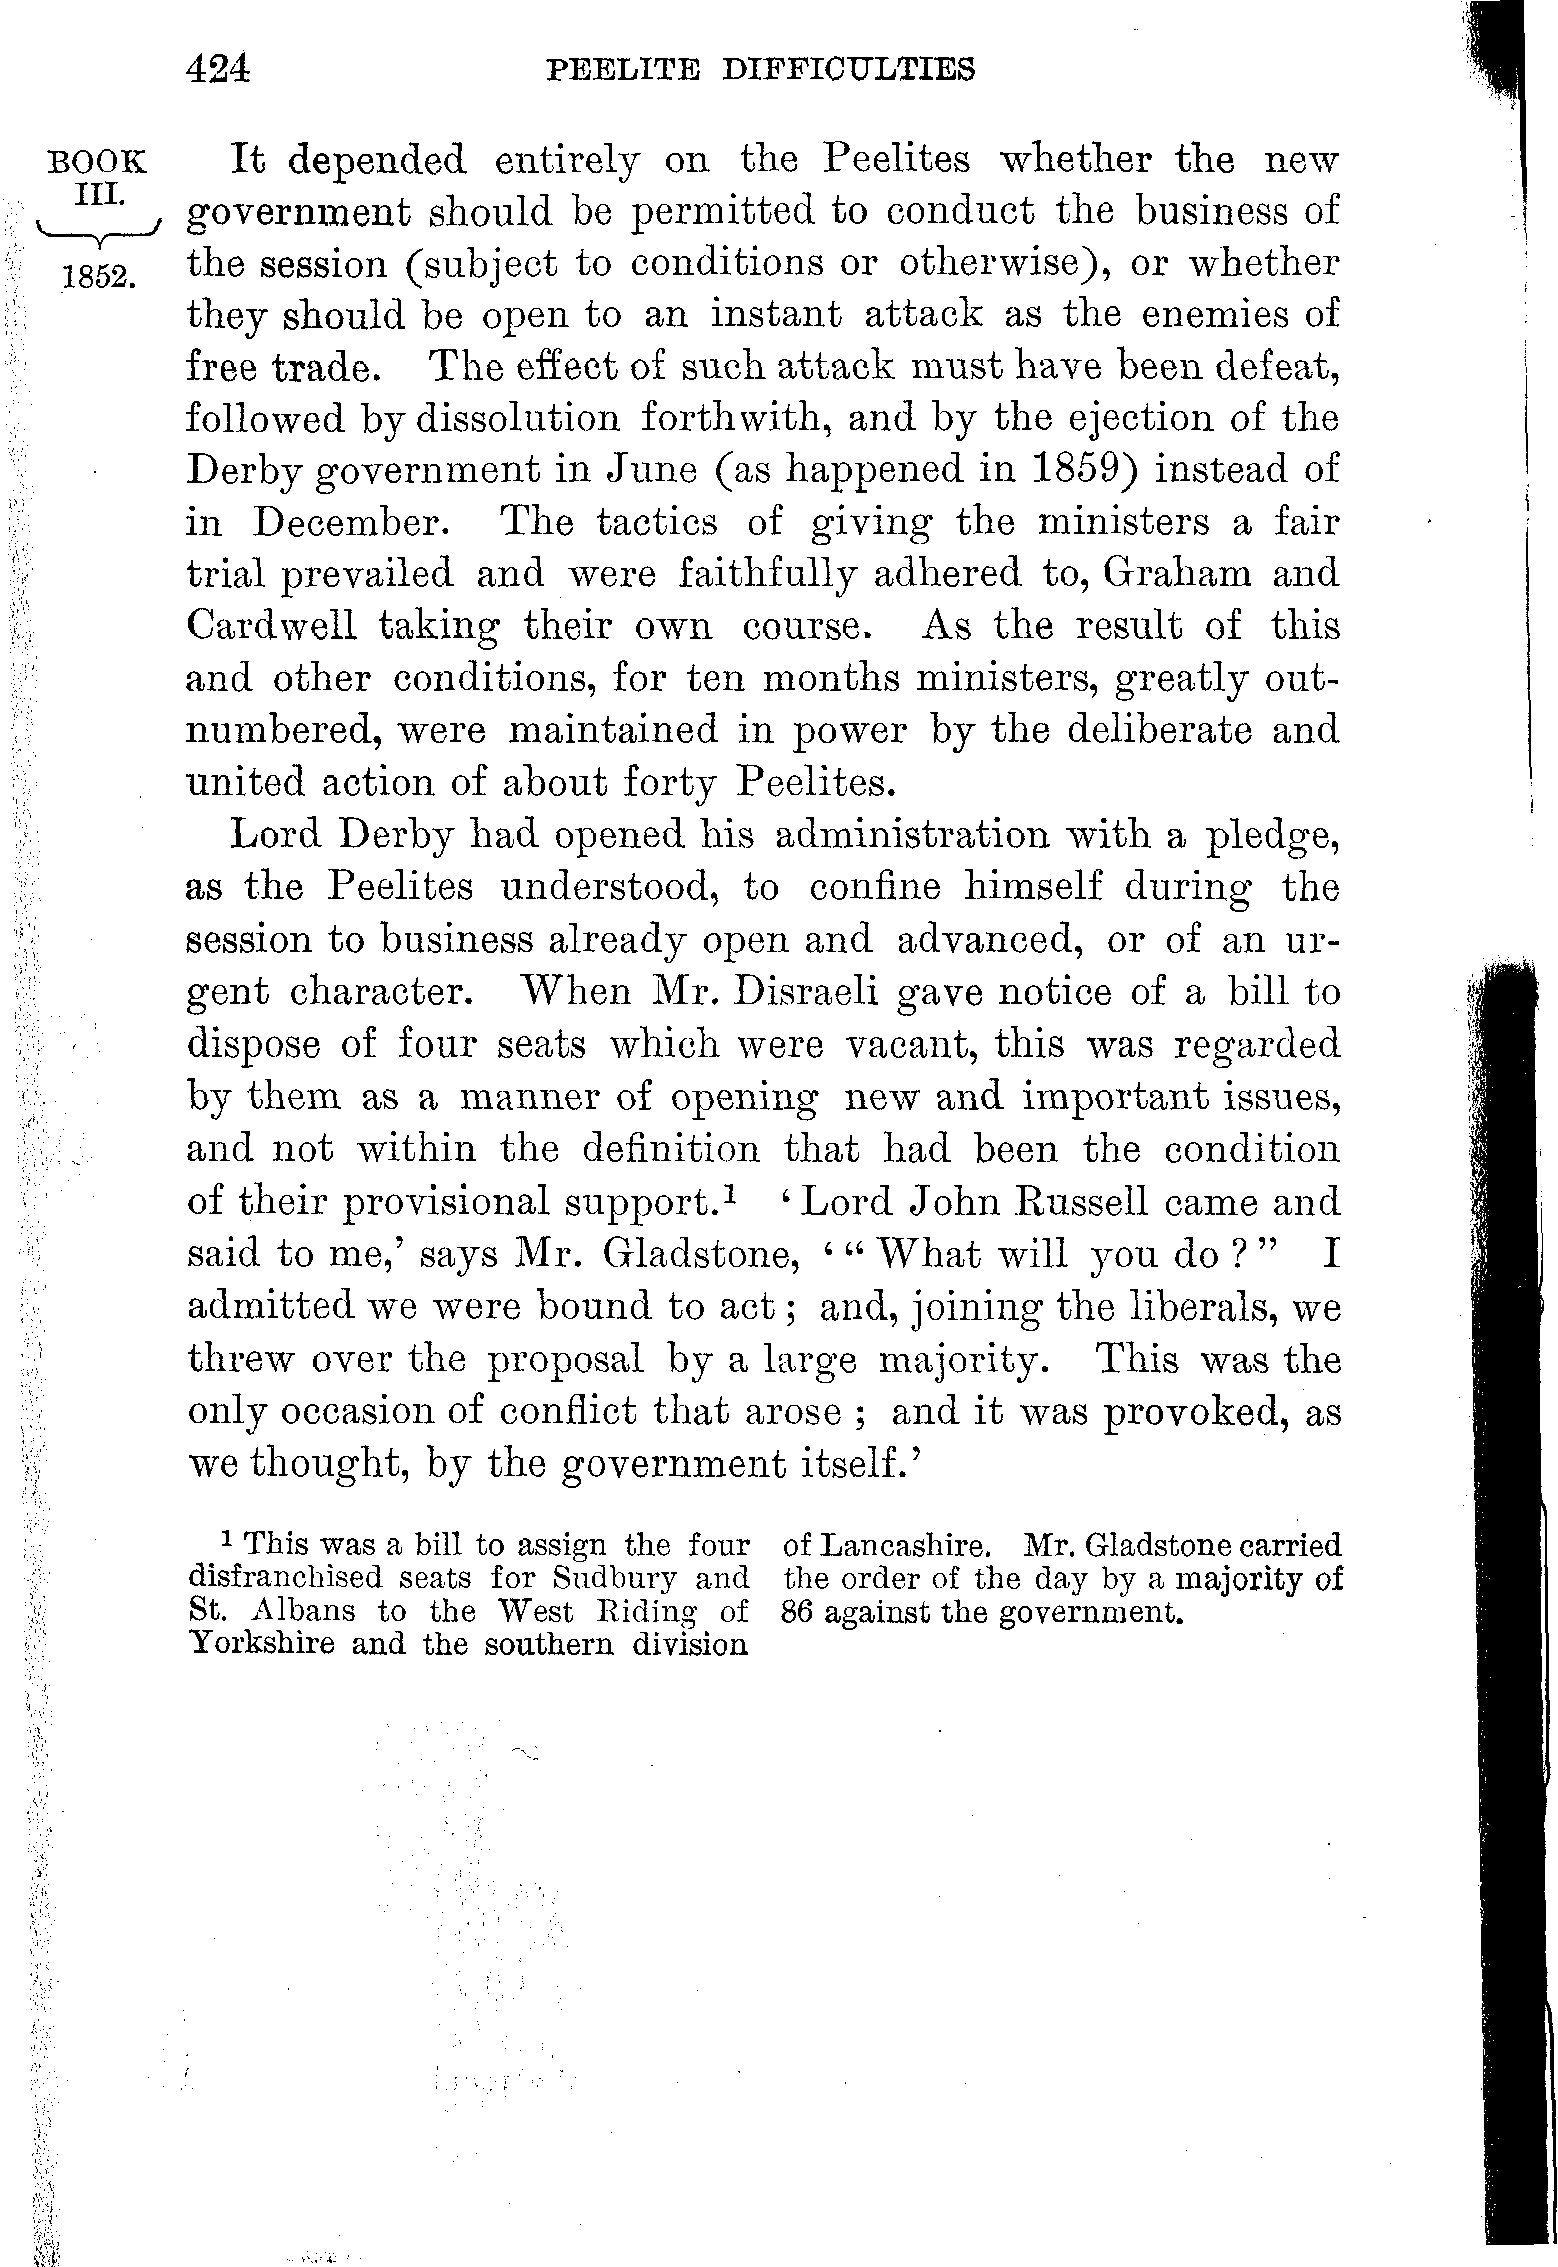 424 PEELITE DIFFICULTIES
BOOK
III.
1852.
It depended entirely on the Peelites whether the new
government should be permitted to conduct the business of
the session (subject to conditions or otherwise), or whether
they should be open to an instant attack as the enemies of
free trade. The effect of such attack must have been defeat,
followed by dissolution forthwith, and by the ejection of the
Derby government in June (as happened in 1859) instead of
in December. The tactics of giving the ministers a fair
trial prevailed and were faithfully adhered to, Graham and
Cardwell taking their own course. As the result of this
and other conditions, for ten months ministers, greatly out-
numbered, were maintained in power by the deliberate and
united action of about forty Peelites.
Lord Derby had opened his administration with a pledge,
as the Peelites understood, to confine himself during the
session to business already open and advanced, or of an ur-
gent character. When Mr. Disraeli gave notice of a bill to
dispose of four seats which were vacant, this was regarded
by them as a manner of opening new and important issues,
and not within the definition that had been the condition
of their provisional support.¹ ‘Lord John Russell came and
said to me,’ says Mr. Gladstone, ‘“What will you do?” I
admitted we were bound to act; and, joining the liberals, we
threw over the proposal by a large majority. This was the
only occasion of conflict that arose; and it was provoked, as
we thought, by the government itself.’
¹ This was a bill to assign the four
disfranchised seats for Sudbury and
St. Albans to the West Riding of
Yorkshire and the southern division
of Lancashire. Mr. Gladstone carried
the order of the day by a majority of
86 against the government.